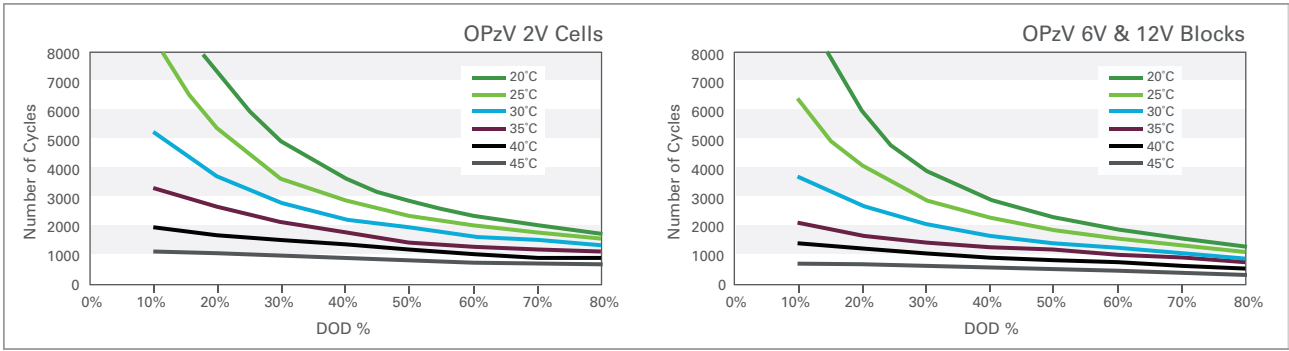 OPzV 2V Cells
Number of Cycles
8000
7000
6000
5000
4000
3000
2000
1000
0
20°C
25°C
30°C
35°C
40°C
45°C
0% 10% 20% 30% 40% 50% 60% 70% 80%
DOD %
OPzV 6V & 12V Blocks
Number of Cycles
8000
7000
6000
5000
4000
3000
2000
1000
0
20°C
25°C
30°C
35°C
40°C
45°C
0% 10% 20% 30% 40% 50% 60% 70% 80%
DOD %